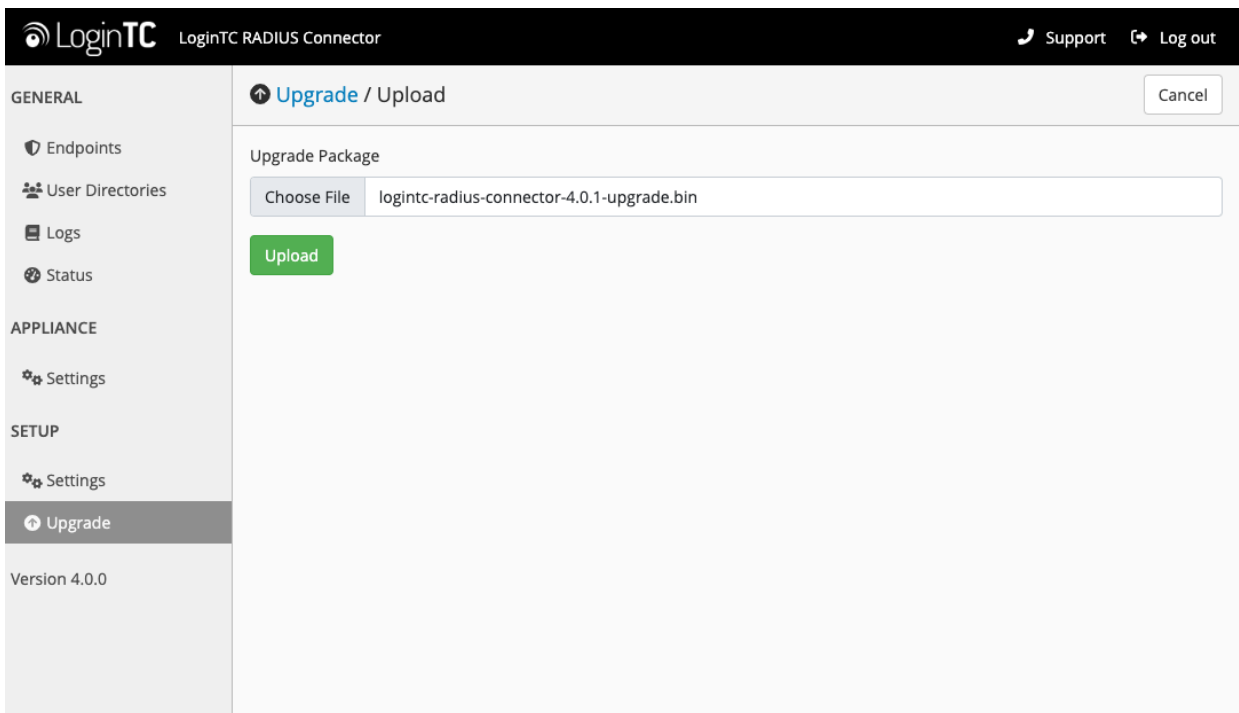 LoginTC LoginTC RADIUS Connector Support Log out
GENERAL
Endpoints
User Directories
Logs
Status
APPLIANCE
Settings
SETUP
Settings
Upgrade
Version 4.0.0
Upgrade / Upload Cancel
Upgrade Package
Choose File logintc-radius-connector-4.0.1-upgrade.bin
Upload